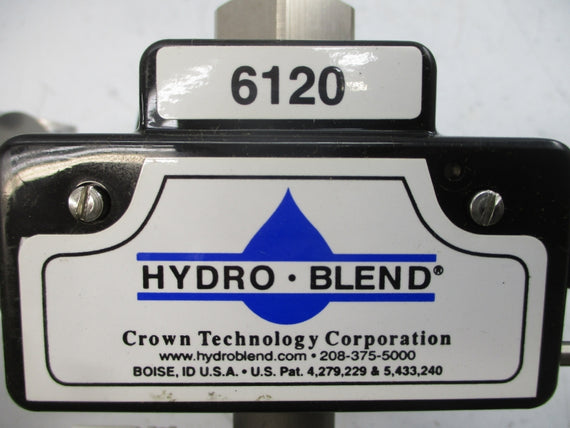 6120
HYDRO · BLEND®
Crown Technology Corporation
www.hydroblend.com • 208-375-5000
BOISE, ID U.S.A. • U.S. Pat. 4,279,229 & 5,433,240